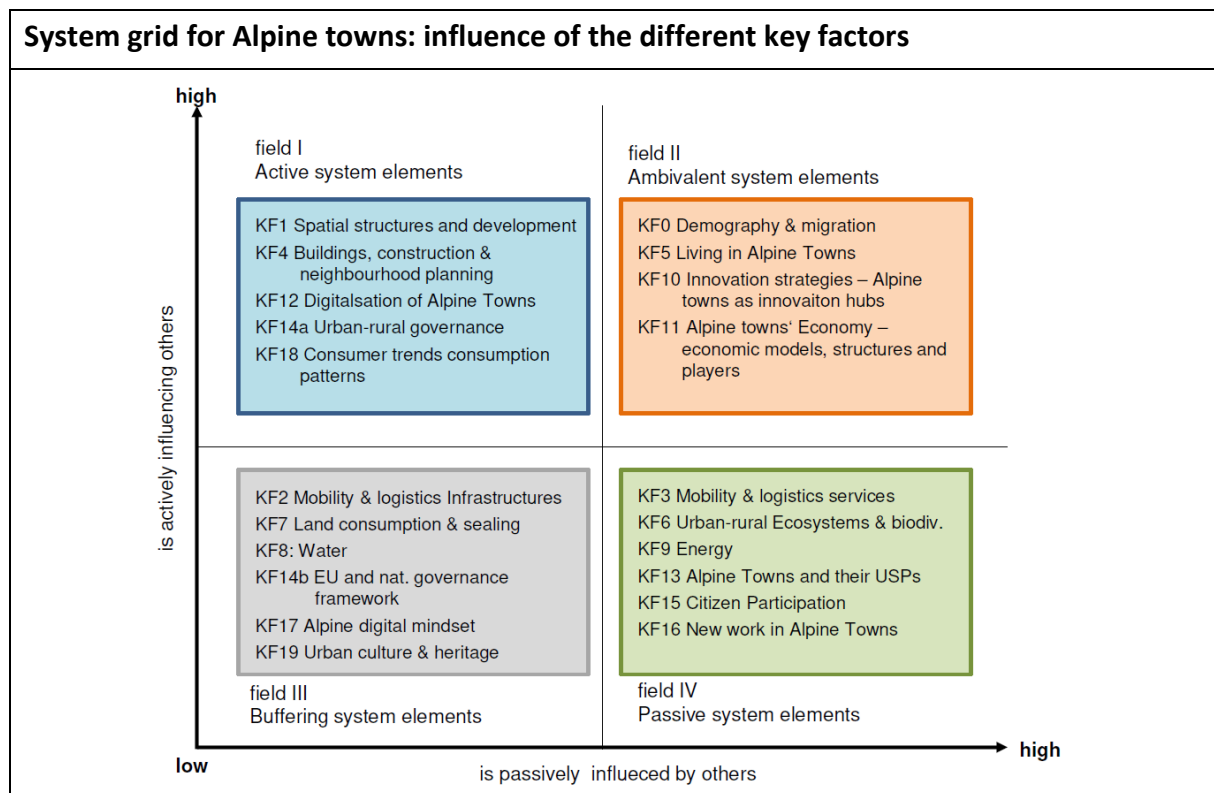 System grid for Alpine towns: influence of the different key factors
high
field I
Active system elements
KF1 Spatial structures and development
KF4 Buildings, construction &
neighbourhood planning
KF12 Digitalsation of Alpine Towns
KF14a Urban-rural governance
KF18 Consumer trends consumption
patterns
field II
Ambivalent system elements
KF0 Demography & migration
KF5 Living in Alpine Towns
KF10 Innovation strategies – Alpine
towns as innovaiton hubs
KF11 Alpine towns‘ Economy –
economic models, structures and
players
is actively influencing others
KF2 Mobility & logistics Infrastructures
KF7 Land consumption & sealing
KF8: Water
KF14b EU and nat. governance
framework
KF17 Alpine digital mindset
KF19 Urban culture & heritage
field III
Buffering system elements
KF3 Mobility & logistics services
KF6 Urban-rural Ecosystems & biodiv.
KF9 Energy
KF13 Alpine Towns and their USPs
KF15 Citizen Participation
KF16 New work in Alpine Towns
field IV
Passive system elements
low
is passively influeced by others
high